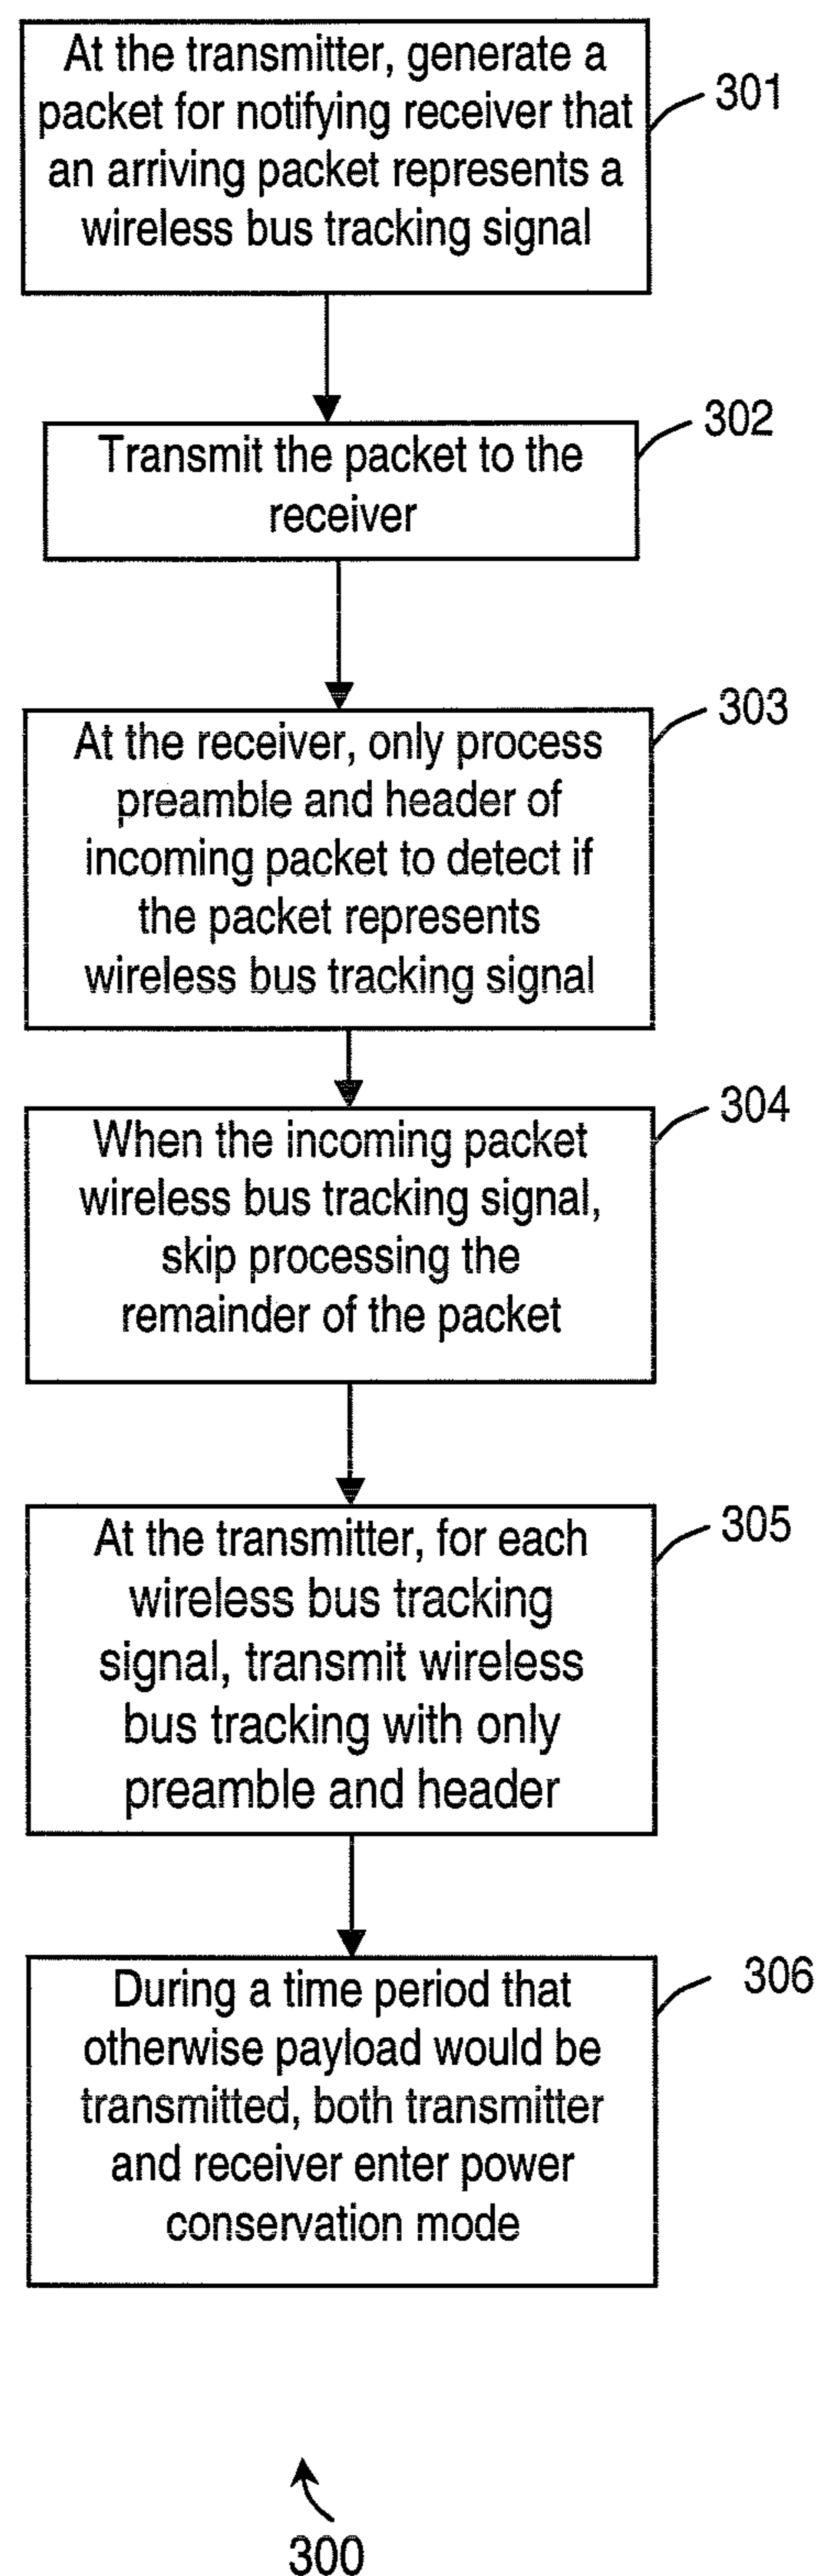 At the transmitter, generate a
packet for notifying receiver that
an arriving packet represents a
wireless bus tracking signal
301
Transmit the packet to the
receiver
302
At the receiver, only process
preamble and header of
incoming packet to detect if
the packet represents
wireless bus tracking signal
303
When the incoming packet
wireless bus tracking signal,
skip processing the
remainder of the packet
304
At the transmitter, for each
wireless bus tracking
signal, transmit wireless
bus tracking with only
preamble and header
305
During a time period that
otherwise payload would be
transmitted, both transmitter
and receiver enter power
conservation mode
306
300